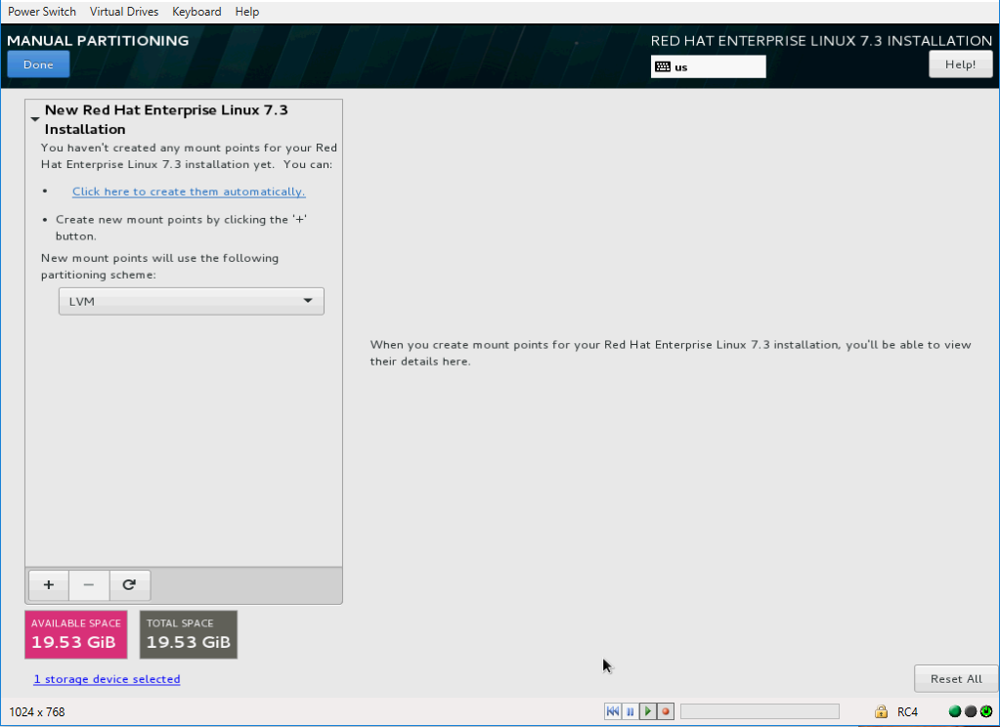 Power Switch Virtual Drives Keyboard Help
MANUAL PARTITIONING
RED HAT ENTERPRISE LINUX 7.3 INSTALLATION
Done
us
Help!
New Red Hat Enterprise Linux 7.3
Installation
You haven't created any mount points for your Red
Hat Enterprise Linux 7.3 installation yet. You can:
• Click here to create them automatically.
• Create new mount points by clicking the '+'
button.
New mount points will use the following
partitioning scheme:
LVM
When you create mount points for your Red Hat Enterprise Linux 7.3 installation, you'll be able to view
their details here.
+ −
AVAILABLE SPACE
19.53 GiB
TOTAL SPACE
19.53 GiB
1 storage device selected
Reset All
1024 x 768
RC4